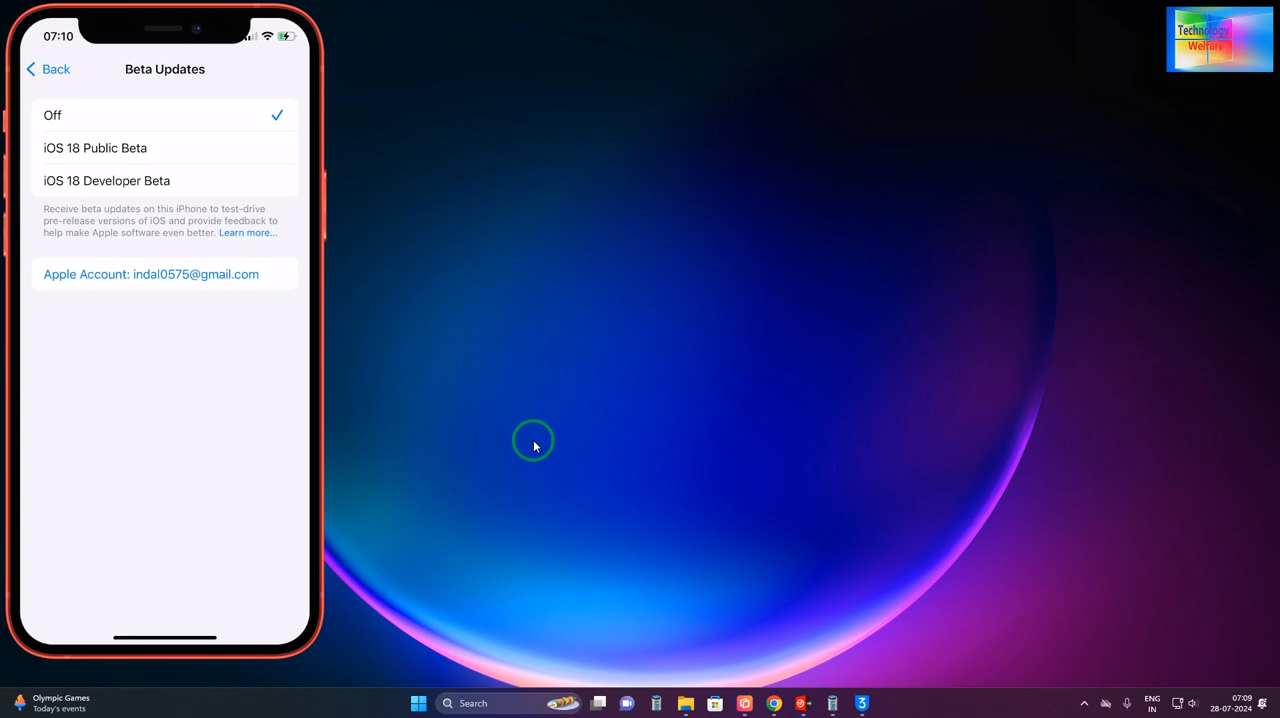 07:10
Back
Beta Updates
Off
iOS 18 Public Beta
iOS 18 Developer Beta
Receive beta updates on this iPhone to test-drive
pre-release versions of iOS and provide feedback to
help make Apple software even better. Learn more...
Apple Account: indal0575@gmail.com
Technology
Welfare
Olympic Games
Today's events
Search
3
ENG
IN
07:09
28-07-2024